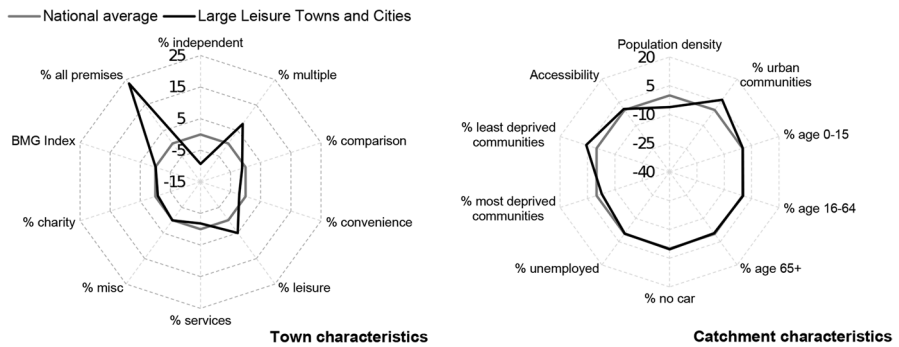 National average
Large Leisure Towns and Cities
% independent
25
% all premises
% multiple
15
5
BMG Index
% comparison
-5
-15
% charity
% convenience
% misc
% leisure
% services
Town characteristics
Population density
20
Accessibility
% urban
communities
5
% least deprived
communities
-10
% age 0-15
-25
-40
% most deprived
communities
% age 16-64
% unemployed
% age 65+
% no car
Catchment characteristics